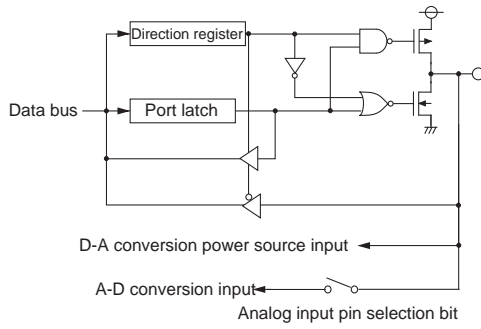 Direction register
Data bus
Port latch
D-A conversion power source input
A-D conversion input
Analog input pin selection bit